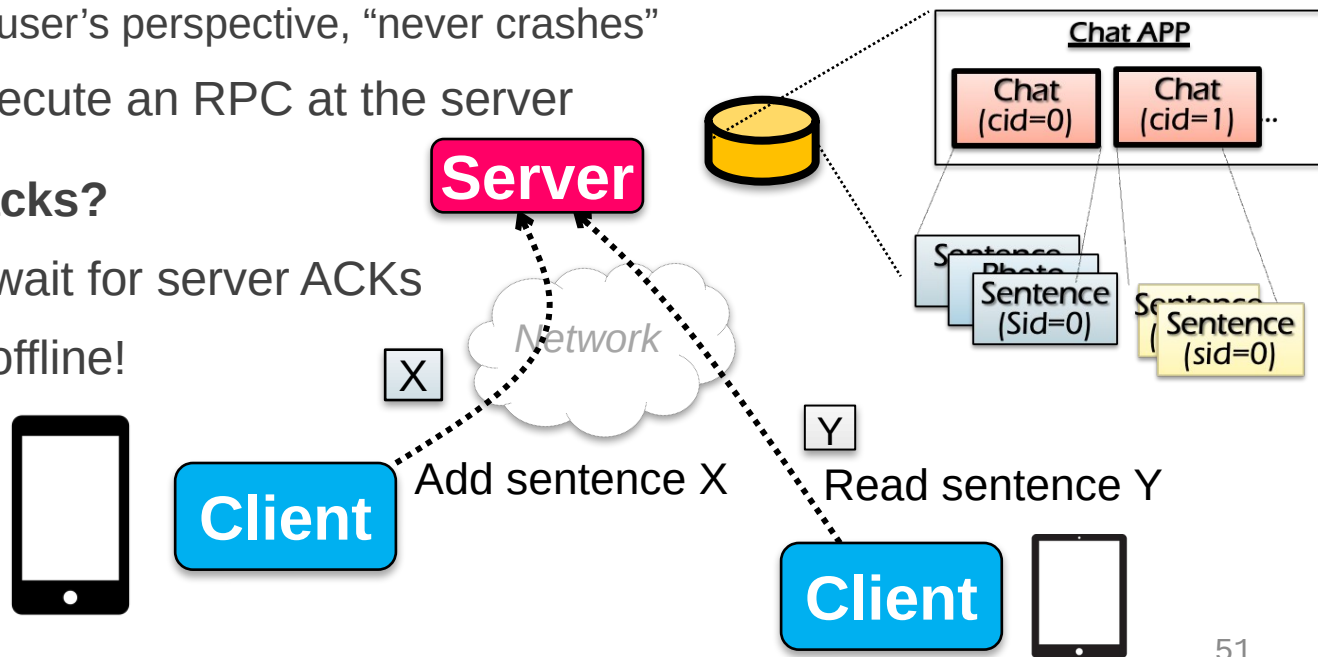 user’s perspective, “never crashes”
ecute an RPC at the server
cks?
wait for server ACKs
offline!
Server
Network
X
Y
Add sentence X
Read sentence Y
Client
Client
Chat APP
Chat
(cid=0)
Chat
(cid=1)
...
Sentence
Photo
Sentence
(Sid=0)
Sentence
(
Sentence
(sid=0)
51